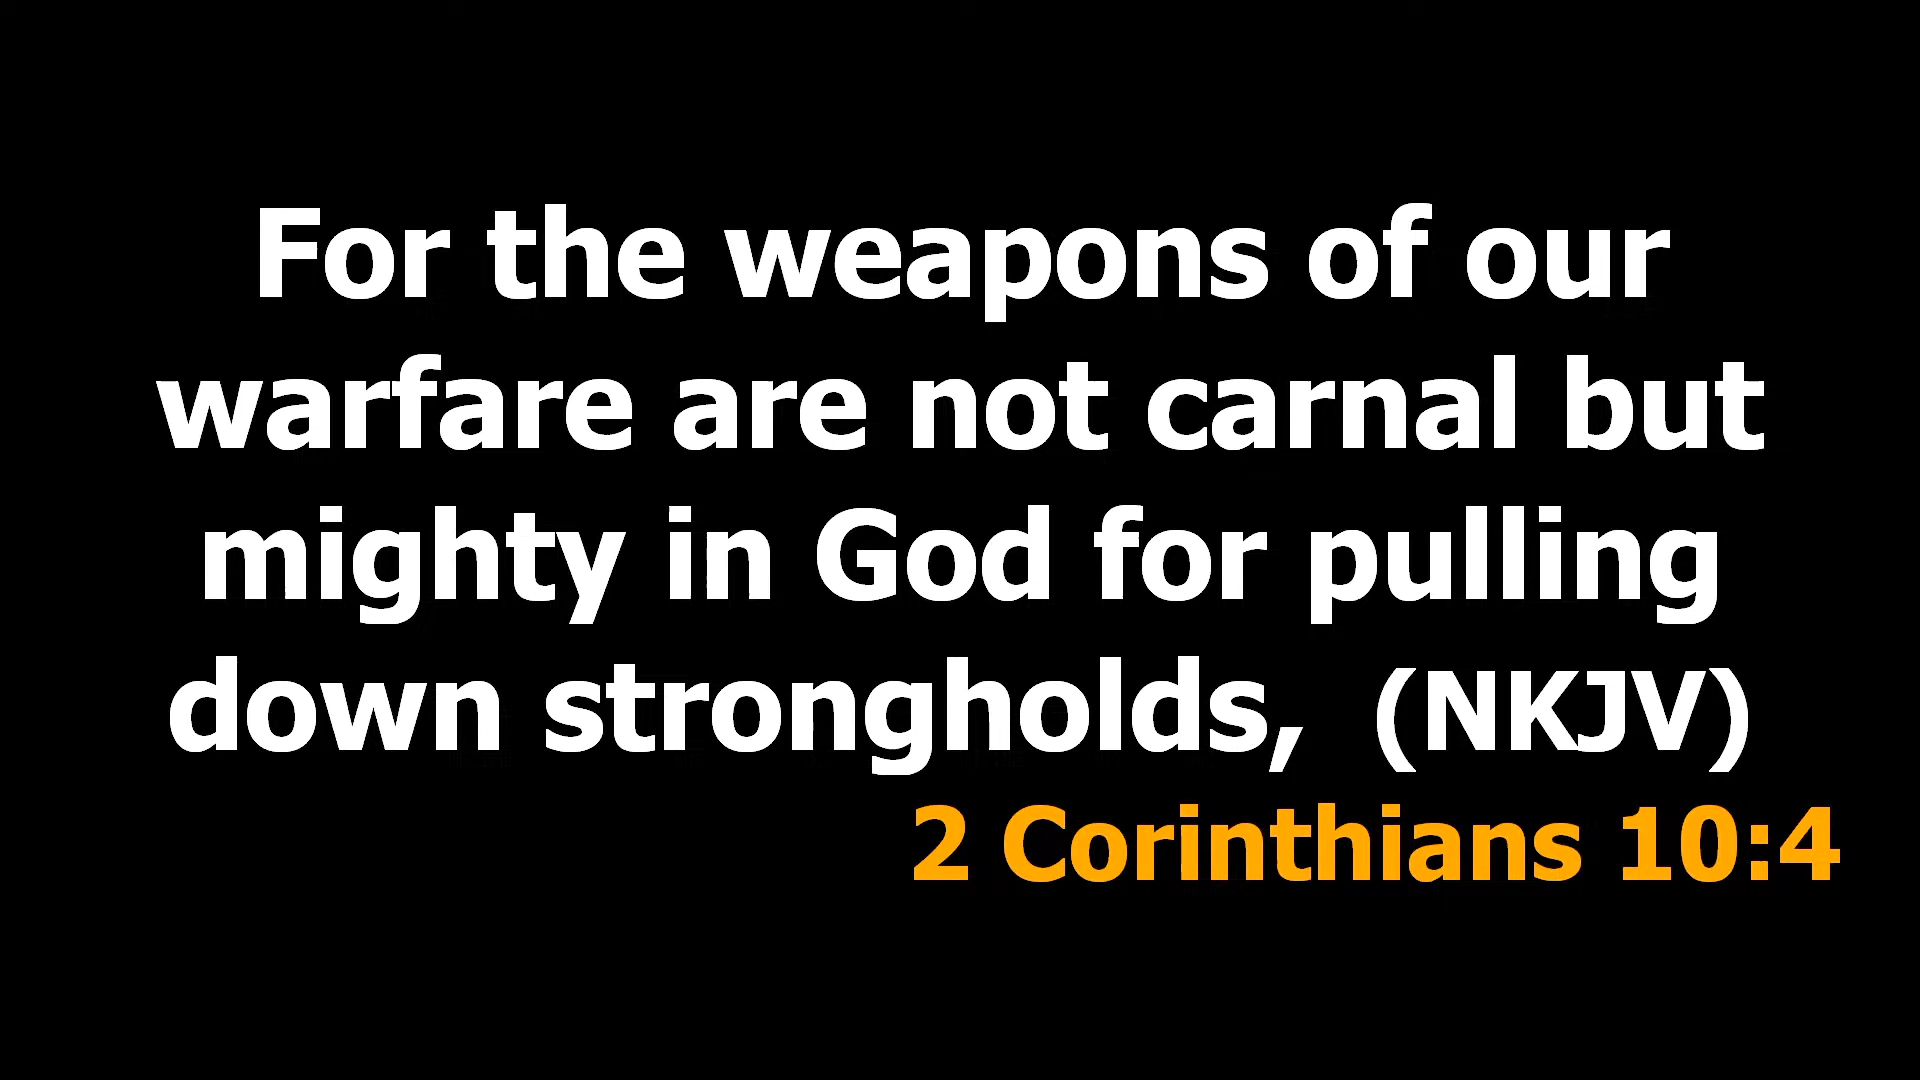 For the weapons of our
warfare are not carnal but
mighty in God for pulling
down strongholds,  (NKJV)
2 Corinthians 10:4